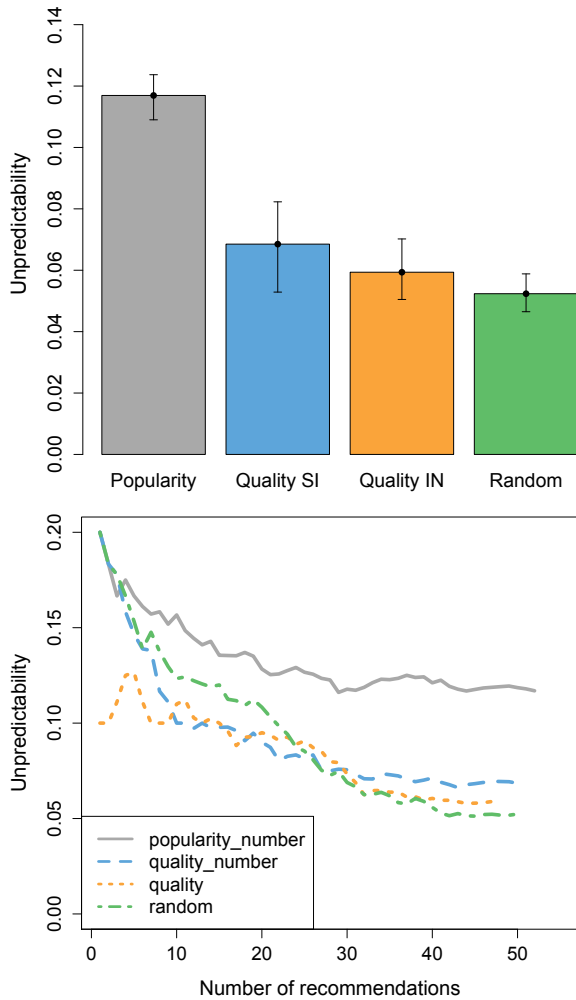 Unpredictability
0.14
0.12
0.10
0.08
0.06
0.04
0.02
0.00
Popularity Quality SI Quality IN Random
Unpredictability
0.20
0.15
0.10
0.05
0.00
popularity_number
quality_number
quality
random
0 10 20 30 40 50
Number of recommendations